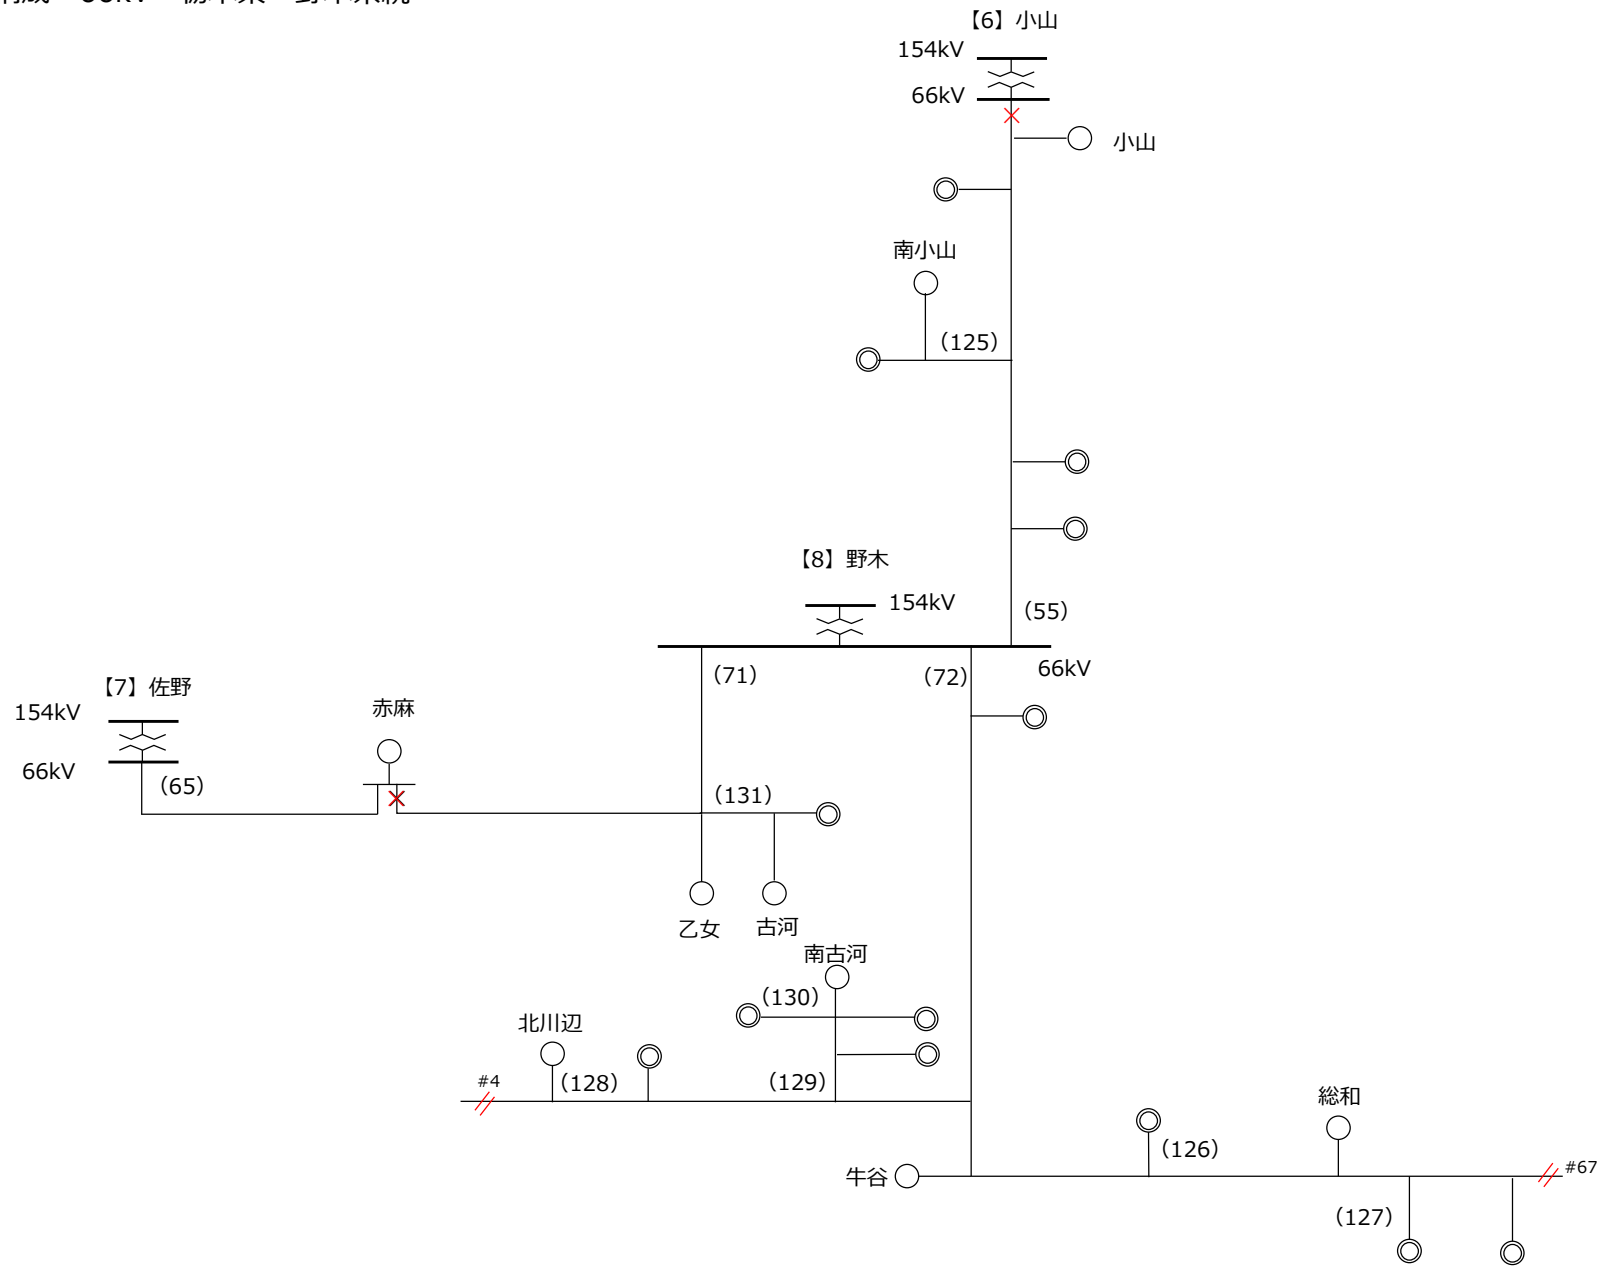 【6】小山
154kV
66kV
小山
南小山
（125）
【8】野木
154kV
（55）
（71）
（72）
66kV
【7】佐野
154kV
赤麻
66kV
（65）
（131）
乙女
古河
南古河
（130）
北川辺
#4
（128）
（129）
総和
（126）
牛谷
#67
（127）